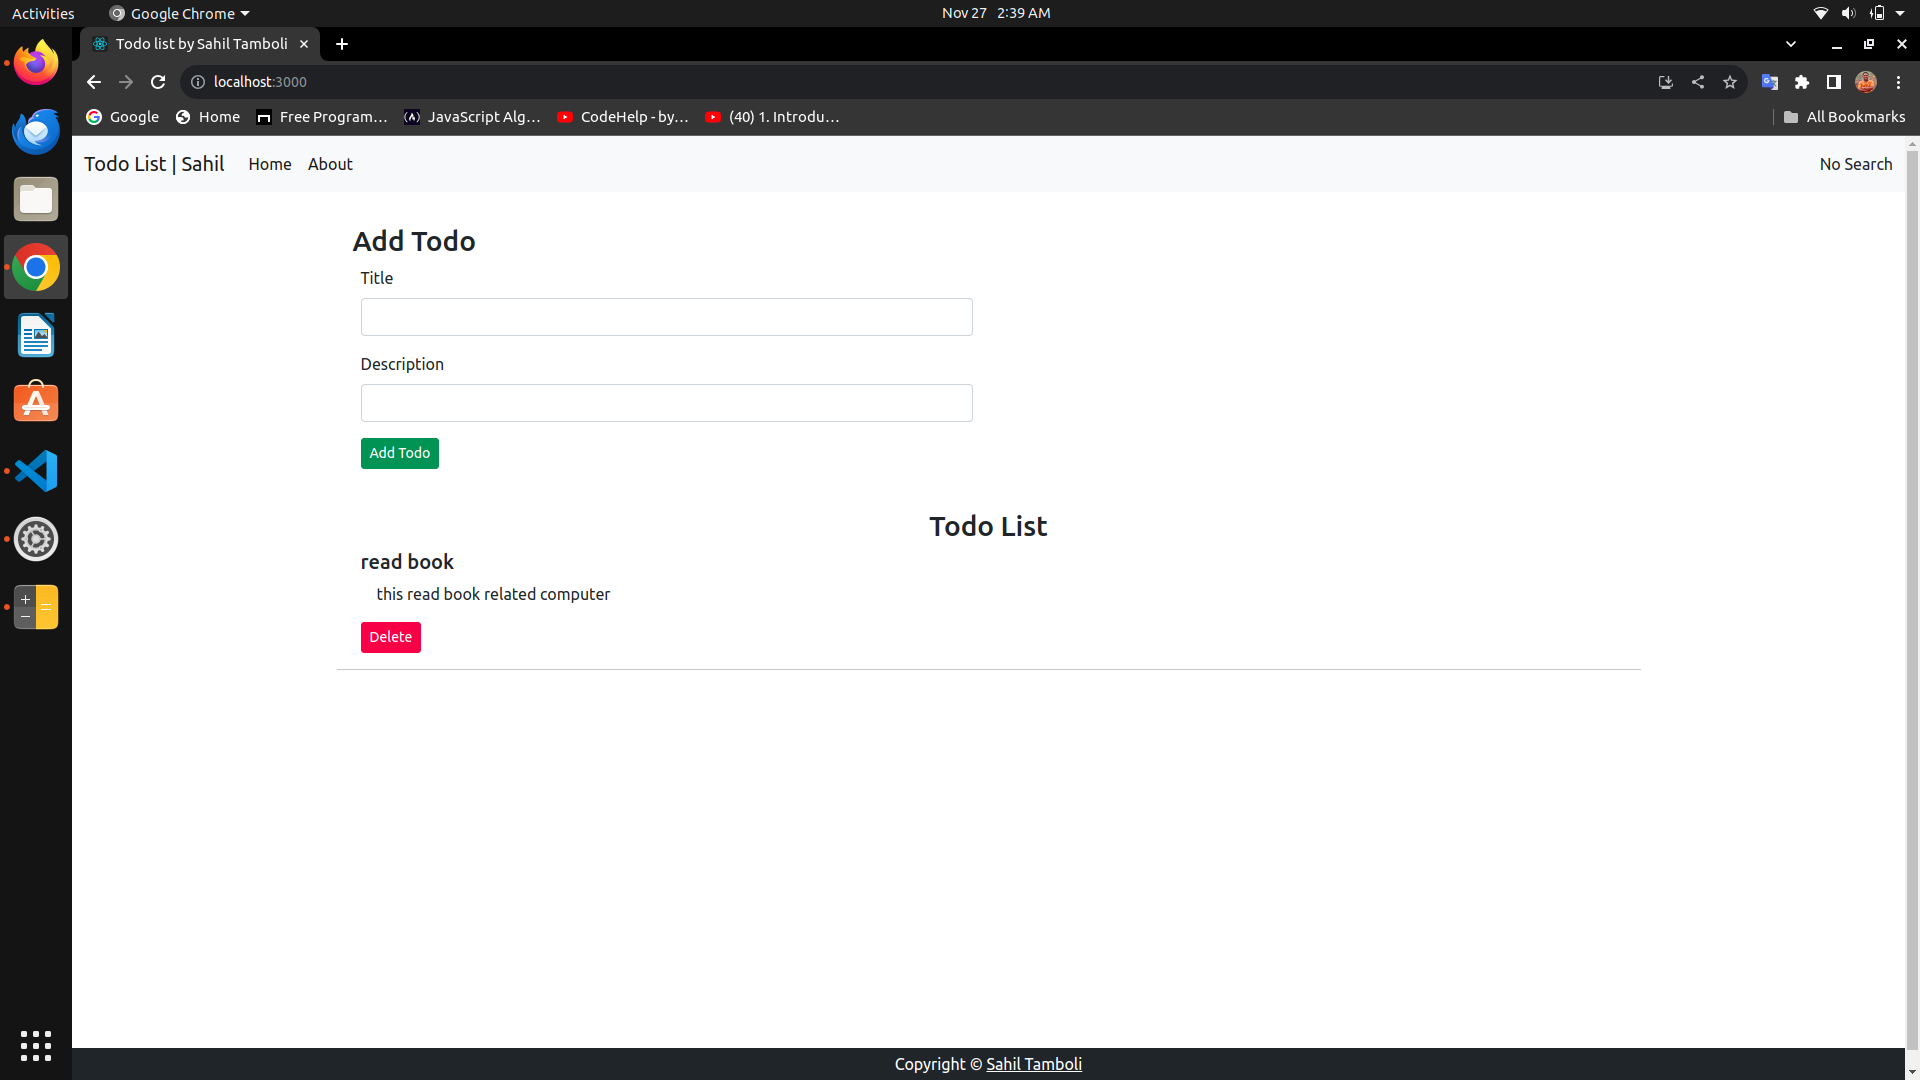 Activities Google Chrome Nov 27 2:39 AM
Todo list by Sahil Tamboli
localhost:3000
Google Home Free Program… JavaScript Alg… CodeHelp - by… (40) 1. Introdu… All Bookmarks
Todo List | Sahil Home About No Search
Add Todo
Title
Description
Add Todo
Todo List
read book
this read book related computer
Delete
Copyright © Sahil Tamboli